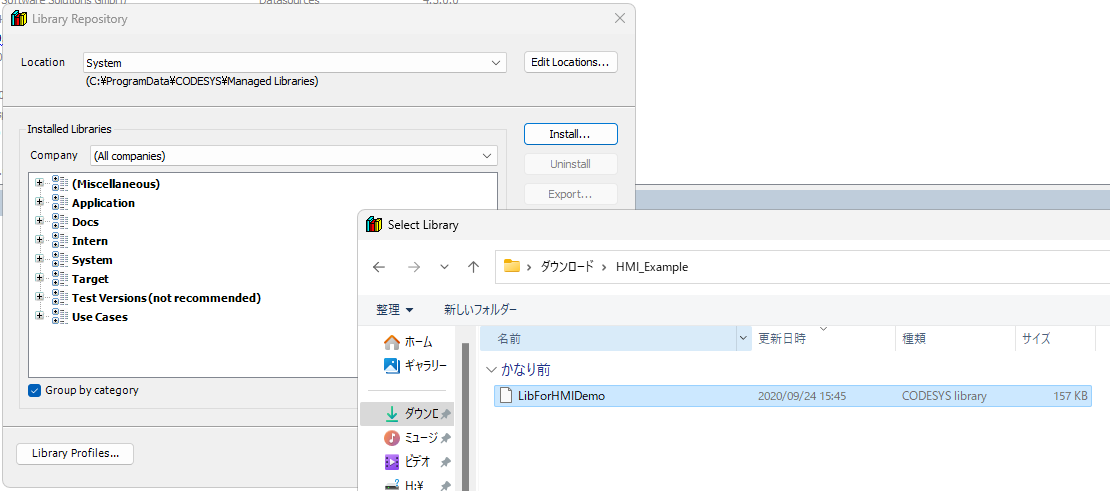 Software Solutions GmbH)
Datasources
4.5.0.0
Library Repository
Location
System
(C:¥ProgramData¥CODESYS¥Managed Libraries)
Edit Locations...
Installed Libraries
Company
(All companies)
Install...
Uninstall
Export...
(Miscellaneous)
Application
Docs
Intern
System
Target
Test Versions(not recommended)
Use Cases
Group by category
Library Profiles...
Select Library
ダウンロード > HMI_Example
整理
新しいフォルダー
ホーム
ギャラリー
ダウンロ
ミュージ
ビデオ
H:¥
名前
更新日時
種類
サイズ
かなり前
LibForHMIDemo
2020/09/24 15:45
CODESYS library
157 KB